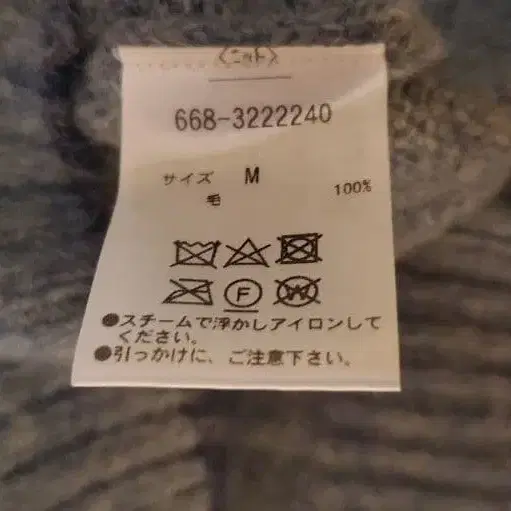 〈ニット〉
668-3222240
サイズ M
毛 100%
F
W
●スチームで浮かしアイロンして
ください。
●引っかけに、ご注意下さい。